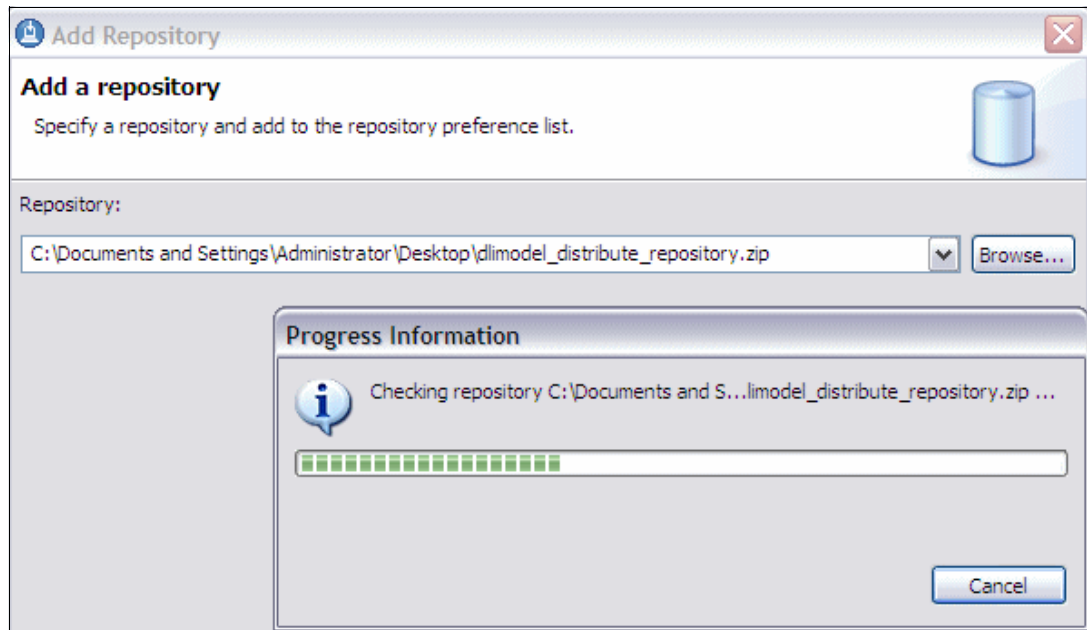 Add Repository
Add a repository
Specify a repository and add to the repository preference list.
Repository:
C:\Documents and Settings\Administrator\Desktop\dlimodel_distribute_repository.zip
Browse...
Progress Information
Checking repository C:\Documents and S...limodel_distribute_repository.zip ...
Cancel